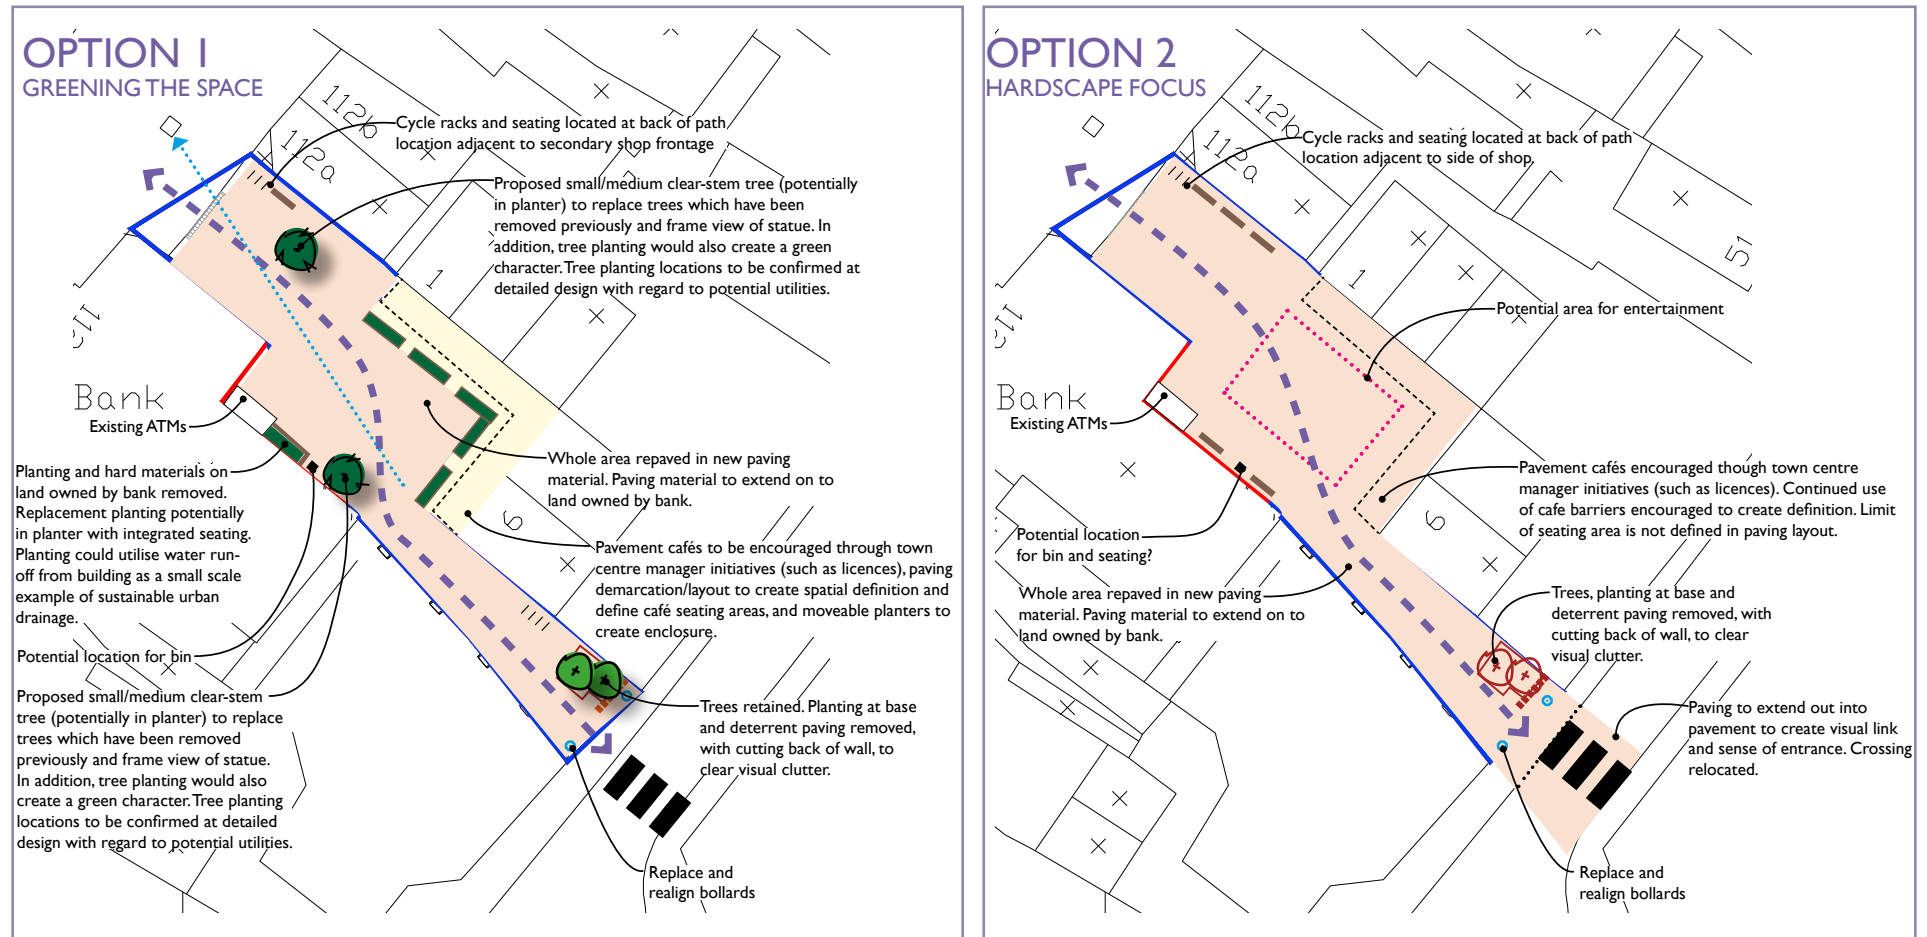 OPTION 1
GREENING THE SPACE
112b
112a
Cycle racks and seating located at back of path
location adjacent to secondary shop frontage
Proposed small/medium clear-stem tree (potentially
in planter) to replace trees which have been
removed previously and frame view of statue. In
addition, tree planting would also create a green
character. Tree planting locations to be confirmed at
detailed design with regard to potential utilities.
1
Bank
Existing ATMs
Planting and hard materials on
land owned by bank removed.
Replacement planting potentially
in planter with integrated seating.
Planting could utilise water run-
off from building as a small scale
example of sustainable urban
drainage.
Potential location for bin
Proposed small/medium clear-stem
tree (potentially in planter) to replace
trees which have been removed
previously and frame view of statue.
In addition, tree planting would also
create a green character. Tree planting
locations to be confirmed at detailed
design with regard to potential utilities.
Whole area repaved in new paving
material. Paving material to extend on to
land owned by bank.
6
Pavement cafés to be encouraged through town
centre manager initiatives (such as licences), paving
demarcation/layout to create spatial definition and
define café seating areas, and moveable planters to
create enclosure.
Trees retained. Planting at base
and deterrent paving removed,
with cutting back of wall, to
clear visual clutter.
Replace and
realign bollards
OPTION 2
HARDSCAPE FOCUS
112b
112a
Cycle racks and seating located at back of path
location adjacent to side of shop.
51
1
Potential area for entertainment
Bank
Existing ATMs
Pavement cafés encouraged though town centre
manager initiatives (such as licences). Continued use
of cafe barriers encouraged to create definition. Limit
of seating area is not defined in paving layout.
6
Potential location
for bin and seating?
Whole area repaved in new paving
material. Paving material to extend on to
land owned by bank.
Trees, planting at base and
deterrent paving removed, with
cutting back of wall, to clear
visual clutter.
Paving to extend out into
pavement to create visual link
and sense of entrance. Crossing
relocated.
Replace and
realign bollards